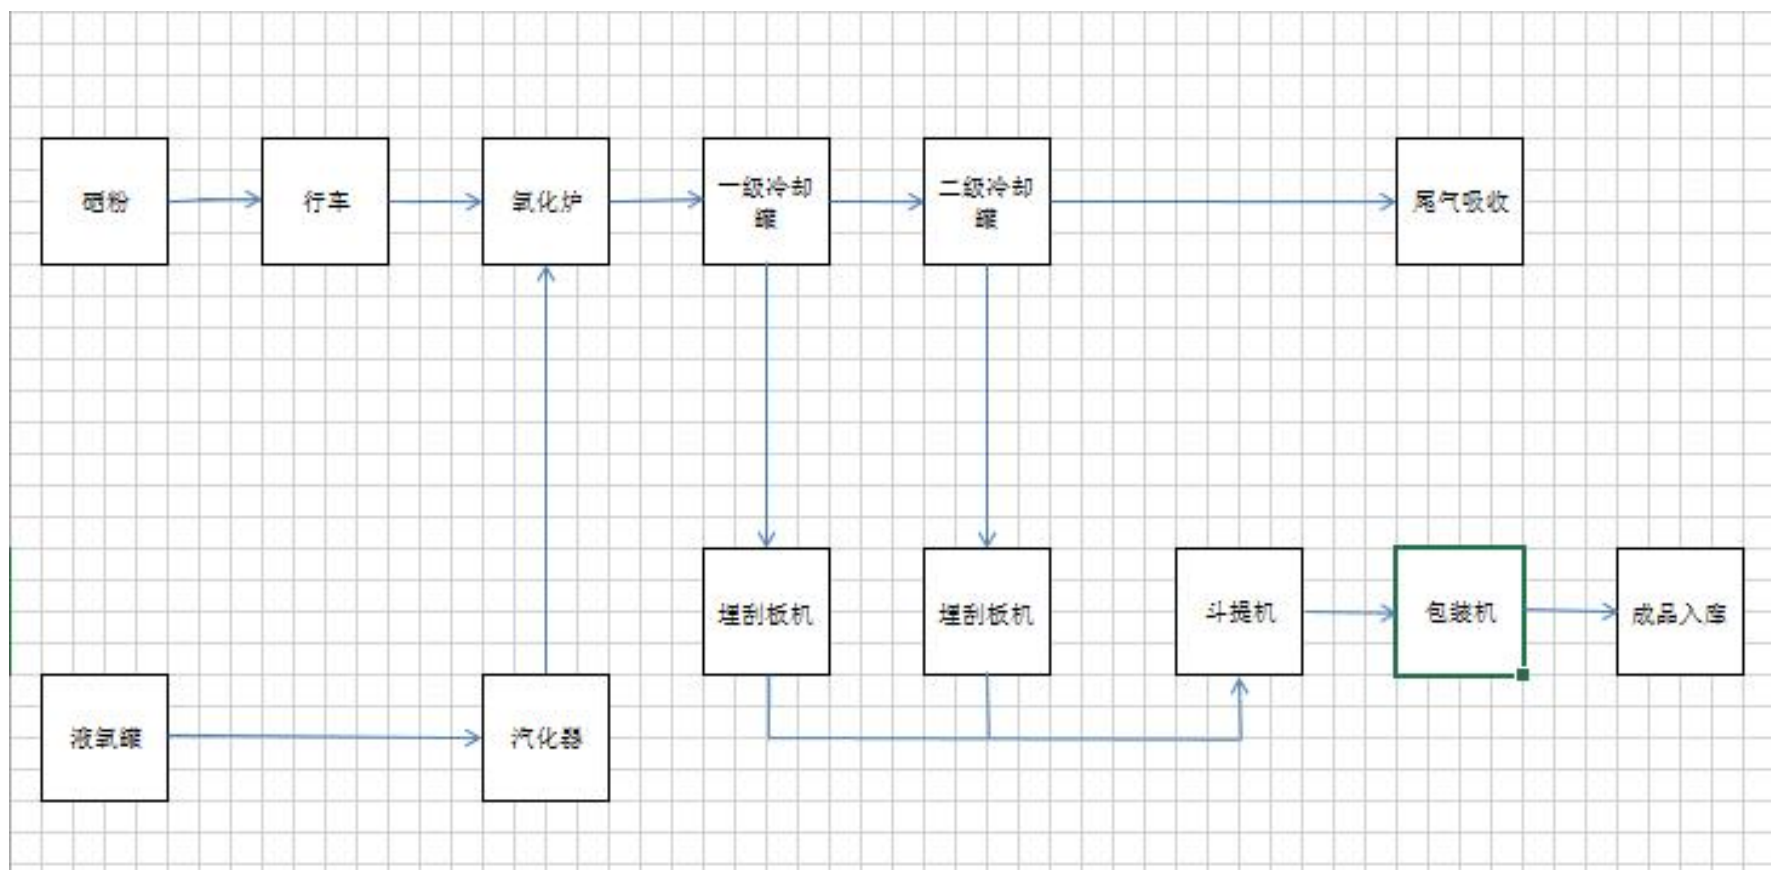 硒粉
行车
氧化炉
一级冷却
罐
二级冷却
罐
尾气吸收
埋刮板机
埋刮板机
斗提机
包装机
成品入库
液氧罐
汽化器